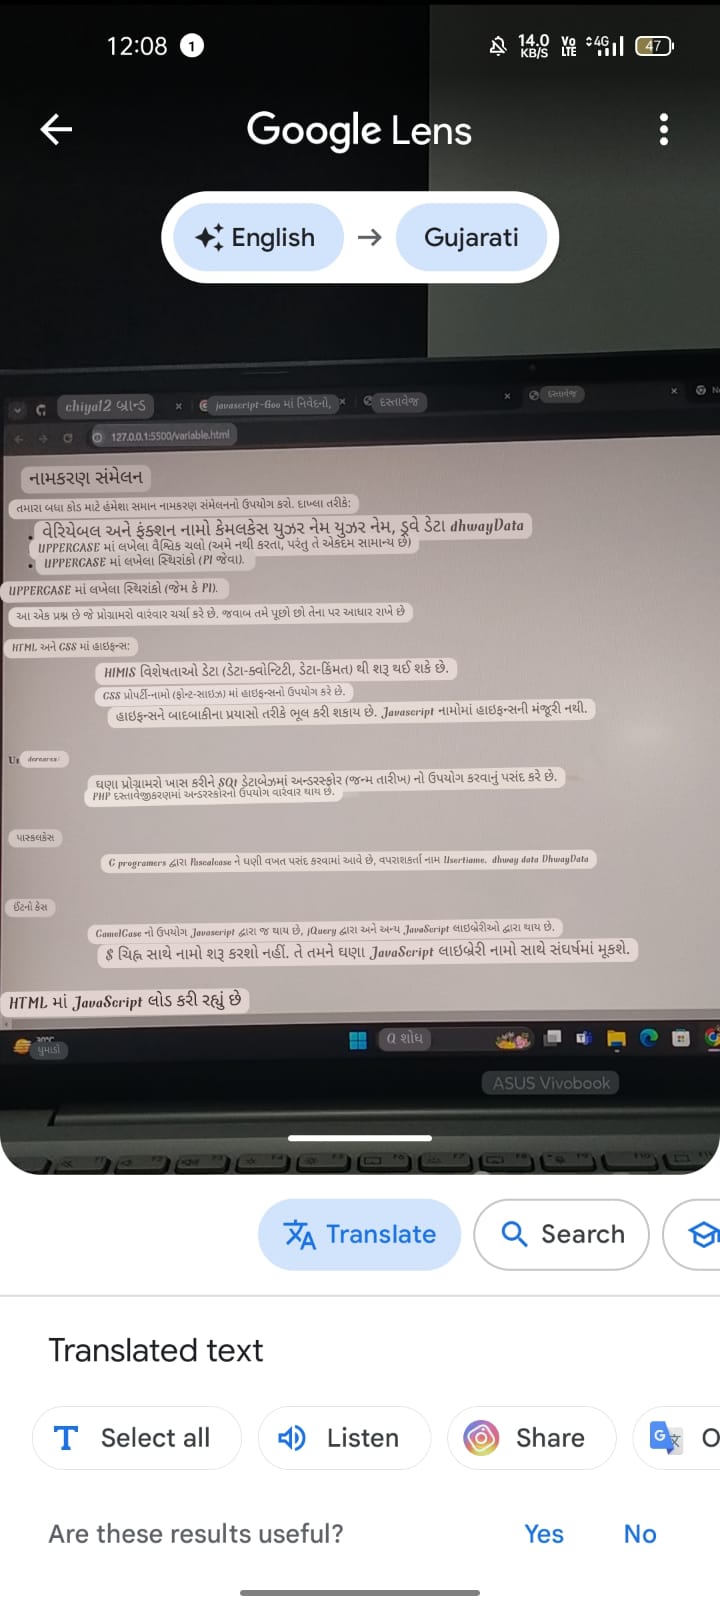 12:08 1 14.0 KB/S Vo LTE 4G 47
Google Lens
English → Gujarati
chiya12 બ્રાન્ડ × javascript-Goo માં નિવેદનો, × દસ્તાવેજ × દસ્તાવેજ ×
127.0.0.1:5500/variable.html
નામકરણ સંમેલન
તમારા બધા કોડ માટે હંમેશા સમાન નામકરણ સંમેલનનો ઉપયોગ કરો. દાખ્લા તરીકે:
વેરિયેબલ અને ફંક્શન નામો કેમલકેસ યુઝર નેમ યુઝર નેમ, ડ્રવે ડેટા dhwayData
UPPERCASE માં લખેલા વૈશ્વિક ચલો (અમે નથી કરતા, પરંતુ તે એકદમ સામાન્ય છે)
UPPERCASE માં લખેલા સ્થિરાંકો (PI જેવા).
UPPERCASE માં લખેલા સ્થિરાંકો (જેમ કે PI).
આ એક પ્રશ્ન છે જે પ્રોગ્રામરો વારંવાર ચર્ચા કરે છે. જવાબ તમે પૂછો છો તેના પર આધાર રાખે છે
HTML અને CSS માં હાઇફન્સ:
HIMIS વિશેષતાઓ ડેટા (ડેટા-ક્વોન્ટિટી, ડેટા-કિંમત) થી શરૂ થઈ શકે છે.
CSS પ્રોપર્ટી-નામો (ફોન્ટ-સાઇઝ) માં હાઇફન્સનો ઉપયોગ કરે છે.
હાઇફન્સને બાદબાકીના પ્રયાસો તરીકે ભૂલ કરી શકાય છે. Javascript નામોમાં હાઇફન્સની મંજૂરી નથી.
ઘણા પ્રોગ્રામરો ખાસ કરીને SQt ડેટાબેઝમાં અન્ડરસ્ફોર (જન્મ તારીખ) નો ઉપયોગ કરવાનું પસંદ કરે છે.
PHP દસ્તાવેજીકરણમાં અન્ડરસ્કોરનો ઉપયોગ વારંવાર થાય છે.
પાસ્કલકેસ
C programers દ્વારા Pascalcase ને ઘણી વખત પસંદ કરવામાં આવે છે, વપરાશકર્તા નામ Usertiame. dhway data DhwayData
ઈંટનો કેસ
CamelCase નો ઉપયોગ Javascript દ્વારા જ થાય છે, jQuery દ્વારા અને અન્ય JavaScript લાઇબ્રેરીઓ દ્વારા થાય છે.
$ ચિહ્ન સાથે નામો શરૂ કરશો નહીં. તે તમને ઘણા JavaScript લાઇબ્રેરી નામો સાથે સંઘર્ષમાં મૂકશે.
HTML માં JavaScript લોડ કરી રહ્યું છે
30°C
ધુમાડો
Q શોધ
ASUS Vivobook
Translate Search
Translated text
Select all Listen Share O
Are these results useful? Yes No